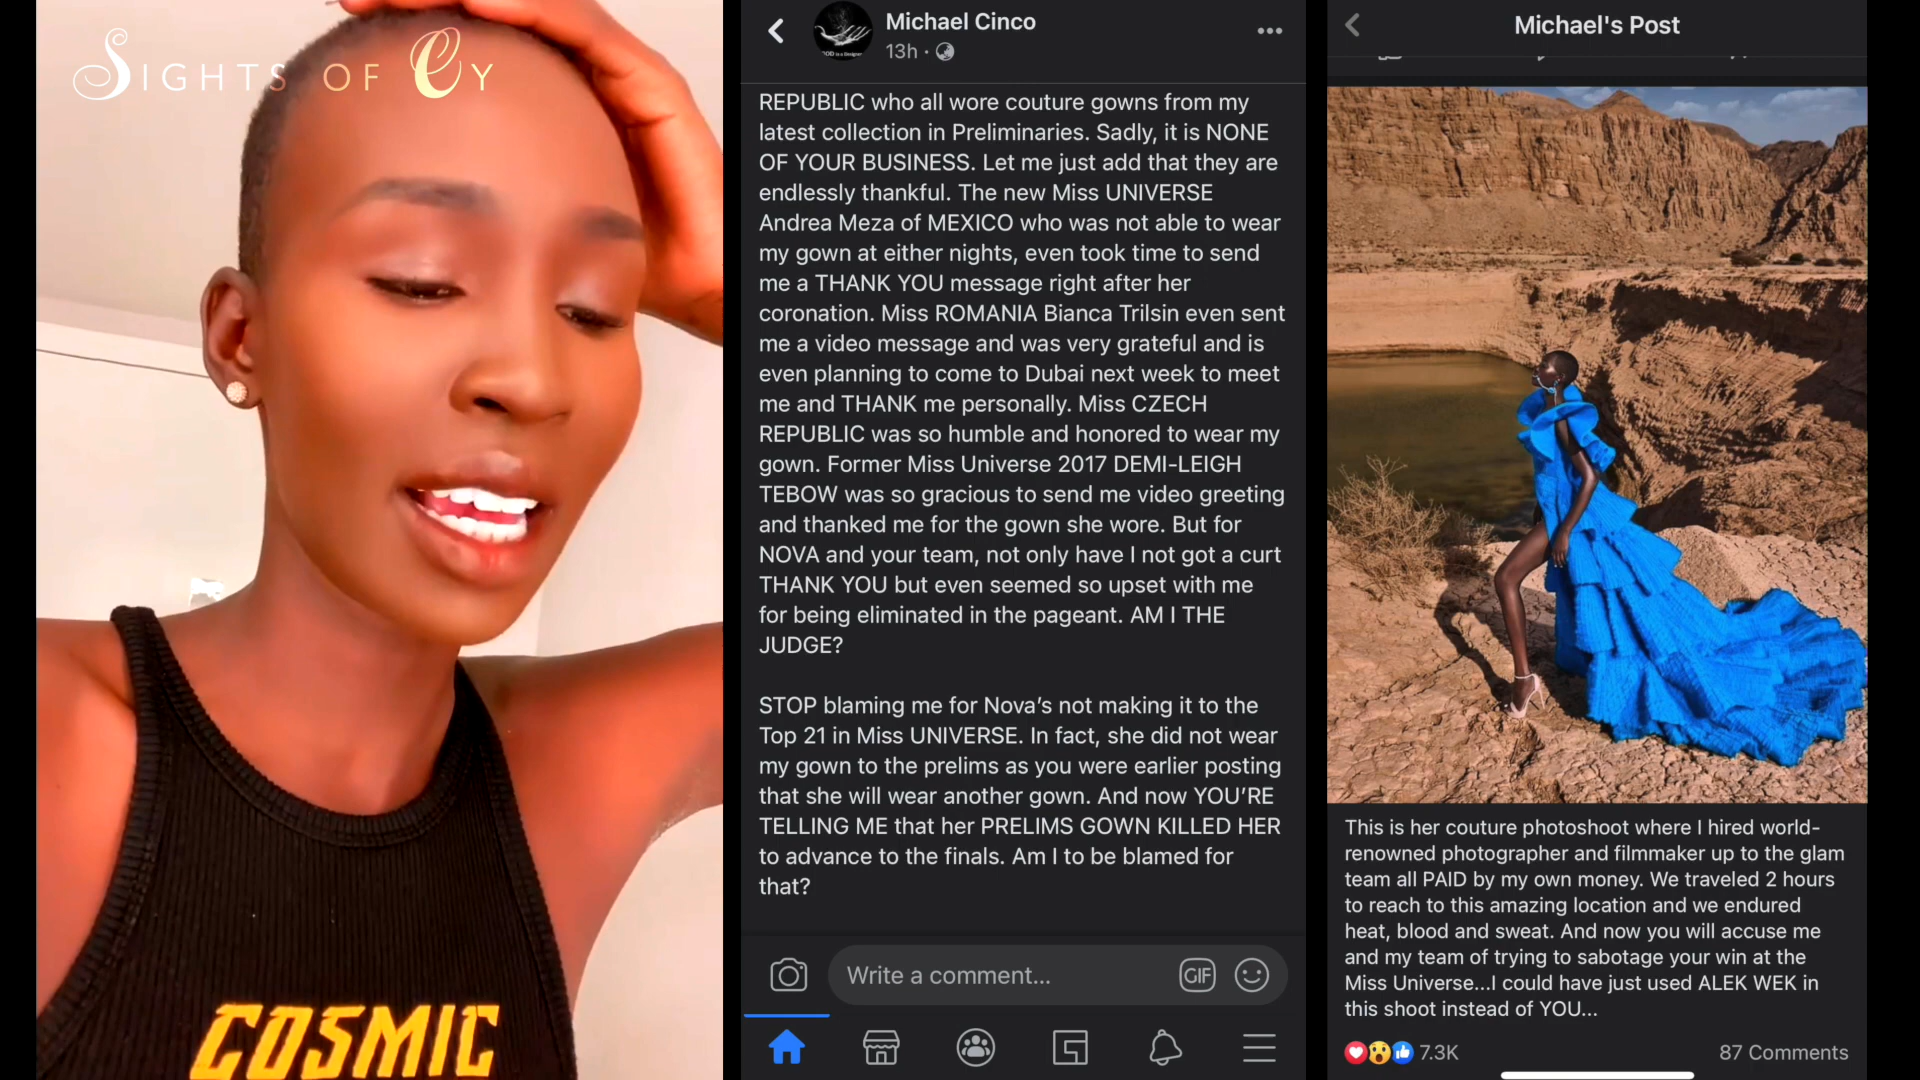 SIGHTS OF CY
COSMIC
Michael Cinco
13h ·
REPUBLIC who all wore couture gowns from my
latest collection in Preliminaries. Sadly, it is NONE
OF YOUR BUSINESS. Let me just add that they are
endlessly thankful. The new Miss UNIVERSE
Andrea Meza of MEXICO who was not able to wear
my gown at either nights, even took time to send
me a THANK YOU message right after her
coronation. Miss ROMANIA Bianca Trilsin even sent
me a video message and was very grateful and is
even planning to come to Dubai next week to meet
me and THANK me personally. Miss CZECH
REPUBLIC was so humble and honored to wear my
gown. Former Miss Universe 2017 DEMI-LEIGH
TEBOW was so gracious to send me video greeting
and thanked me for the gown she wore. But for
NOVA and your team, not only have I not got a curt
THANK YOU but even seemed so upset with me
for being eliminated in the pageant. AM I THE
JUDGE?
STOP blaming me for Nova’s not making it to the
Top 21 in Miss UNIVERSE. In fact, she did not wear
my gown to the prelims as you were earlier posting
that she will wear another gown. And now YOU’RE
TELLING ME that her PRELIMS GOWN KILLED HER
to advance to the finals. Am I to be blamed for
that?
Write a comment...
GIF
Michael's Post
This is her couture photoshoot where I hired world-
renowned photographer and filmmaker up to the glam
team all PAID by my own money. We traveled 2 hours
to reach to this amazing location and we endured
heat, blood and sweat. And now you will accuse me
and my team of trying to sabotage your win at the
Miss Universe...I could have just used ALEK WEK in
this shoot instead of YOU...
7.3K
87 Comments